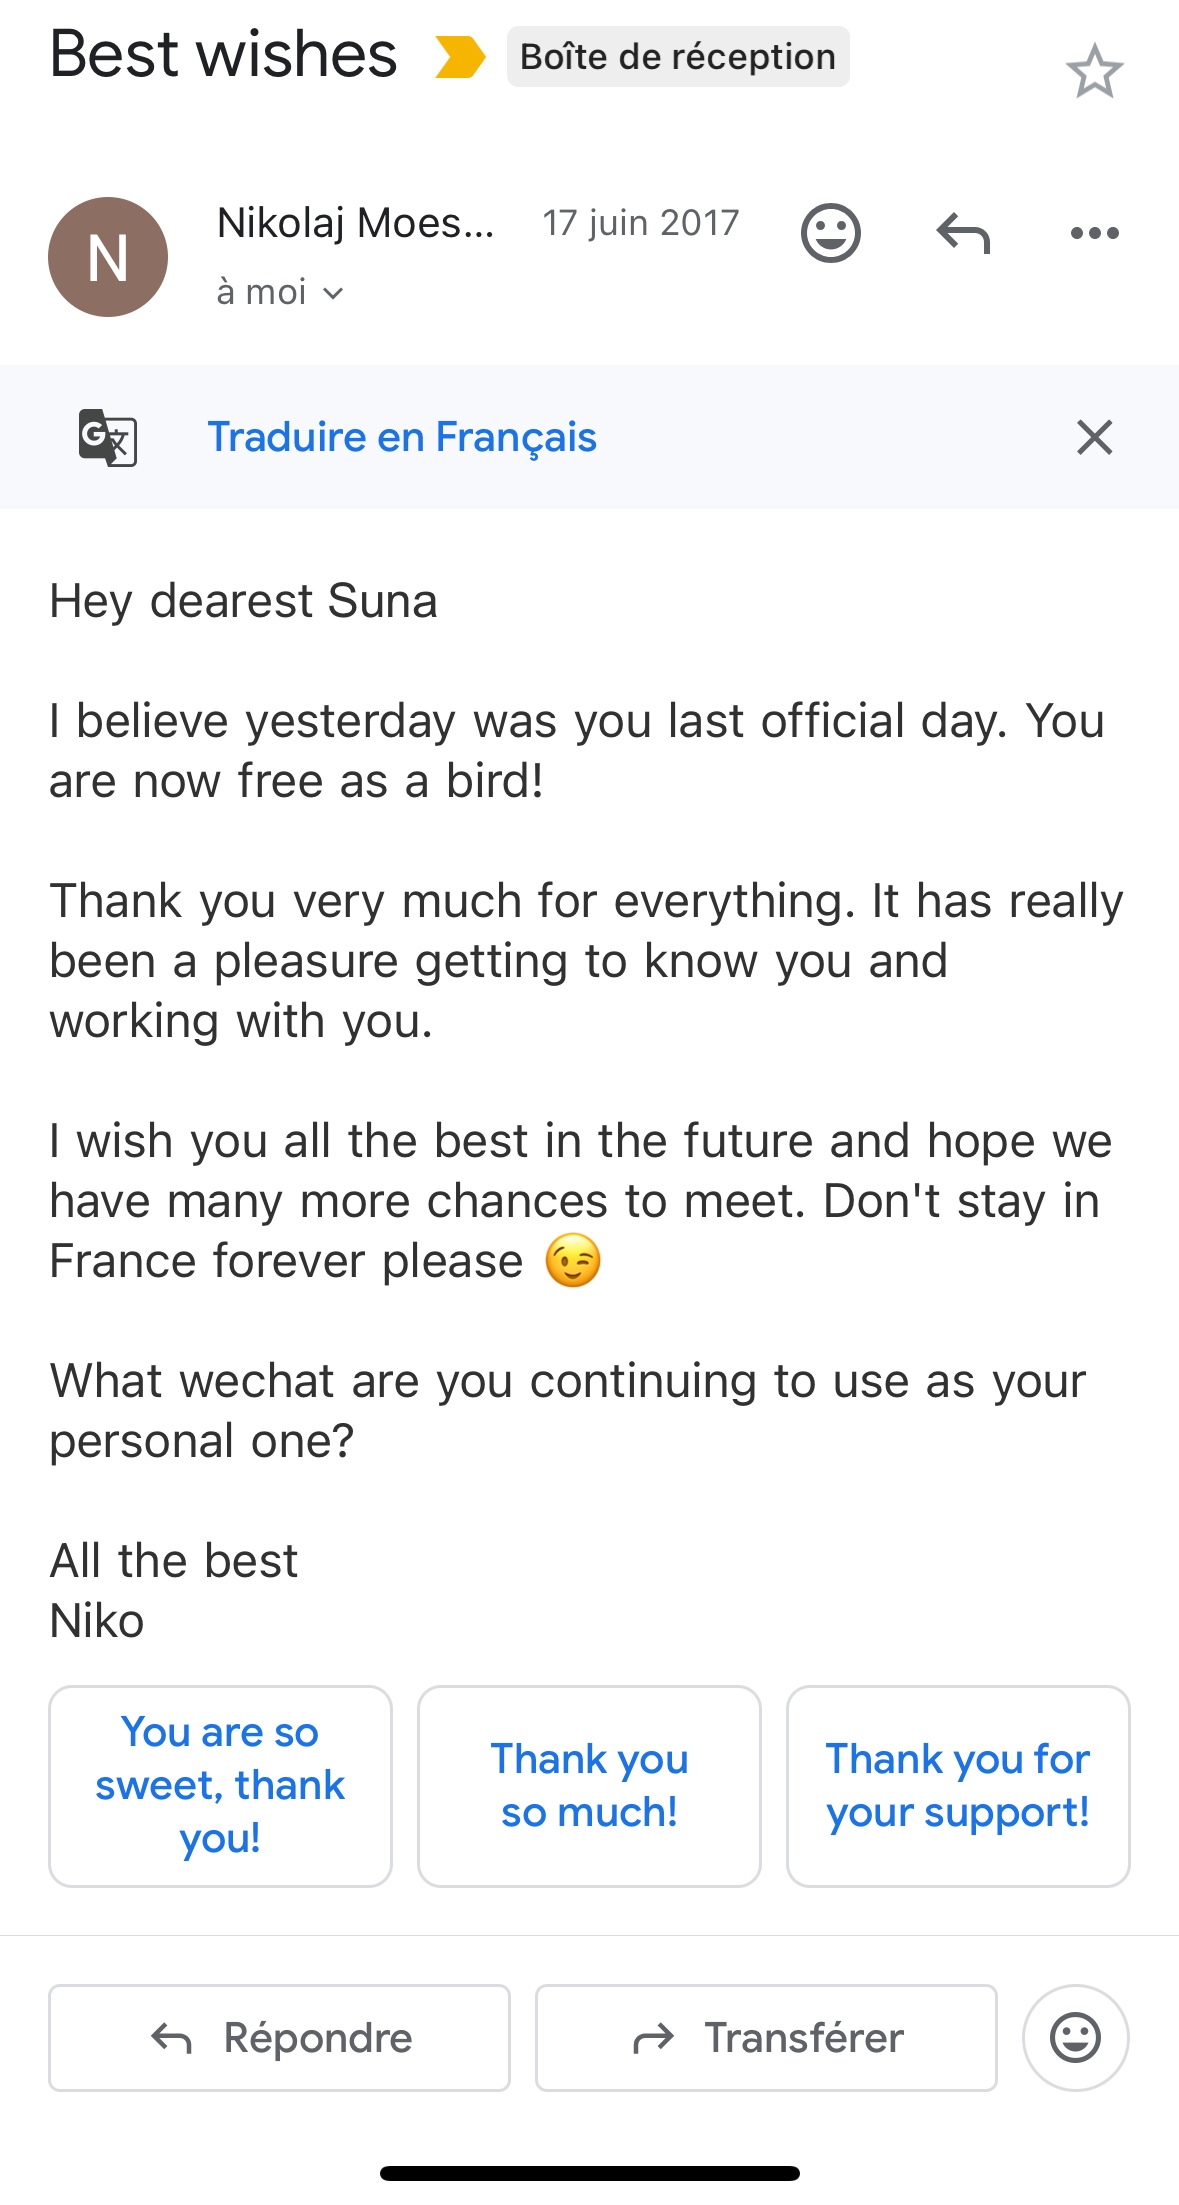 Best wishes Boîte de réception
N
Nikolaj Moes... 17 juin 2017
à moi
G 文
Traduire en Français
Hey dearest Suna
I believe yesterday was you last official day. You
are now free as a bird!
Thank you very much for everything. It has really
been a pleasure getting to know you and
working with you.
I wish you all the best in the future and hope we
have many more chances to meet. Don't stay in
France forever please 😉
What wechat are you continuing to use as your
personal one?
All the best
Niko
You are so
sweet, thank
you!
Thank you
so much!
Thank you for
your support!
Répondre
Transférer